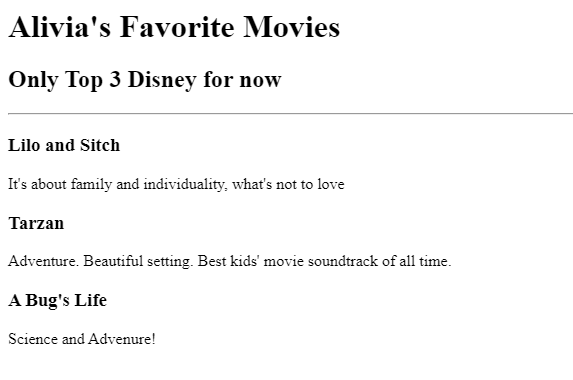 Alivia's Favorite Movies
Only Top 3 Disney for now
Lilo and Sitch
It's about family and individuality, what's not to love
Tarzan
Adventure. Beautiful setting. Best kids' movie soundtrack of all time.
A Bug's Life
Science and Advenure!